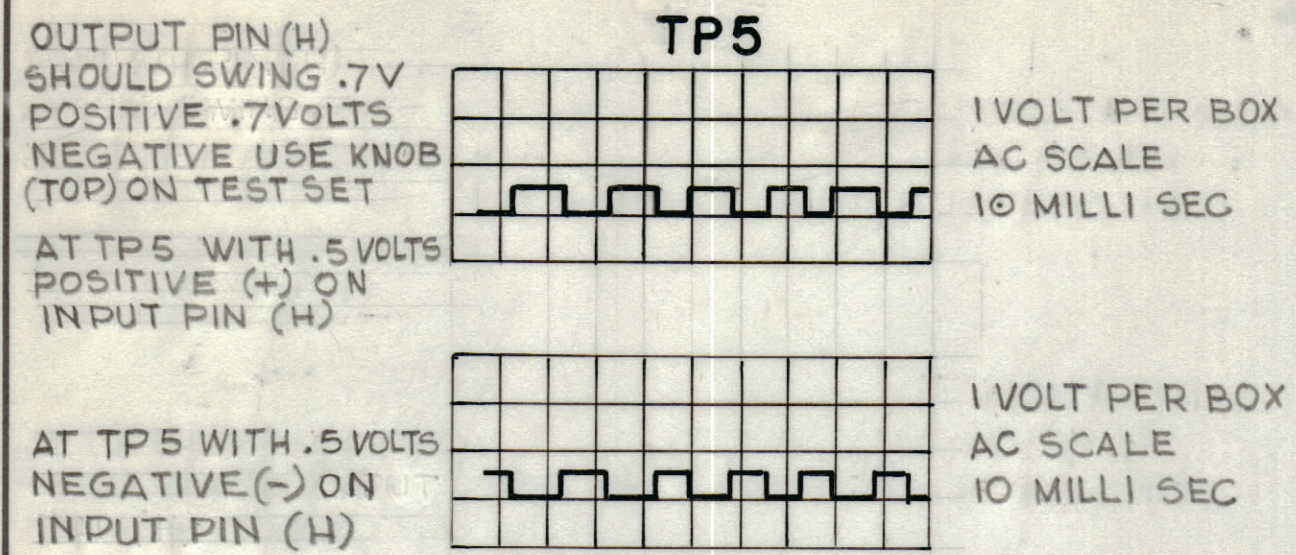 TP5
OUTPUT PIN (H)
SHOULD SWING .7V
POSITIVE .7VOLTS
NEGATIVE USE KNOB
(TOP) ON TEST SET
1 VOLT PER BOX
AC SCALE
10 MILLI SEC
AT TP5 WITH .5 VOLTS
POSITIVE (+) ON
INPUT PIN (H)
AT TP5 WITH .5 VOLTS
NEGATIVE (-) ON
INPUT PIN (H)
1 VOLT PER BOX
AC SCALE
10 MILLI SEC